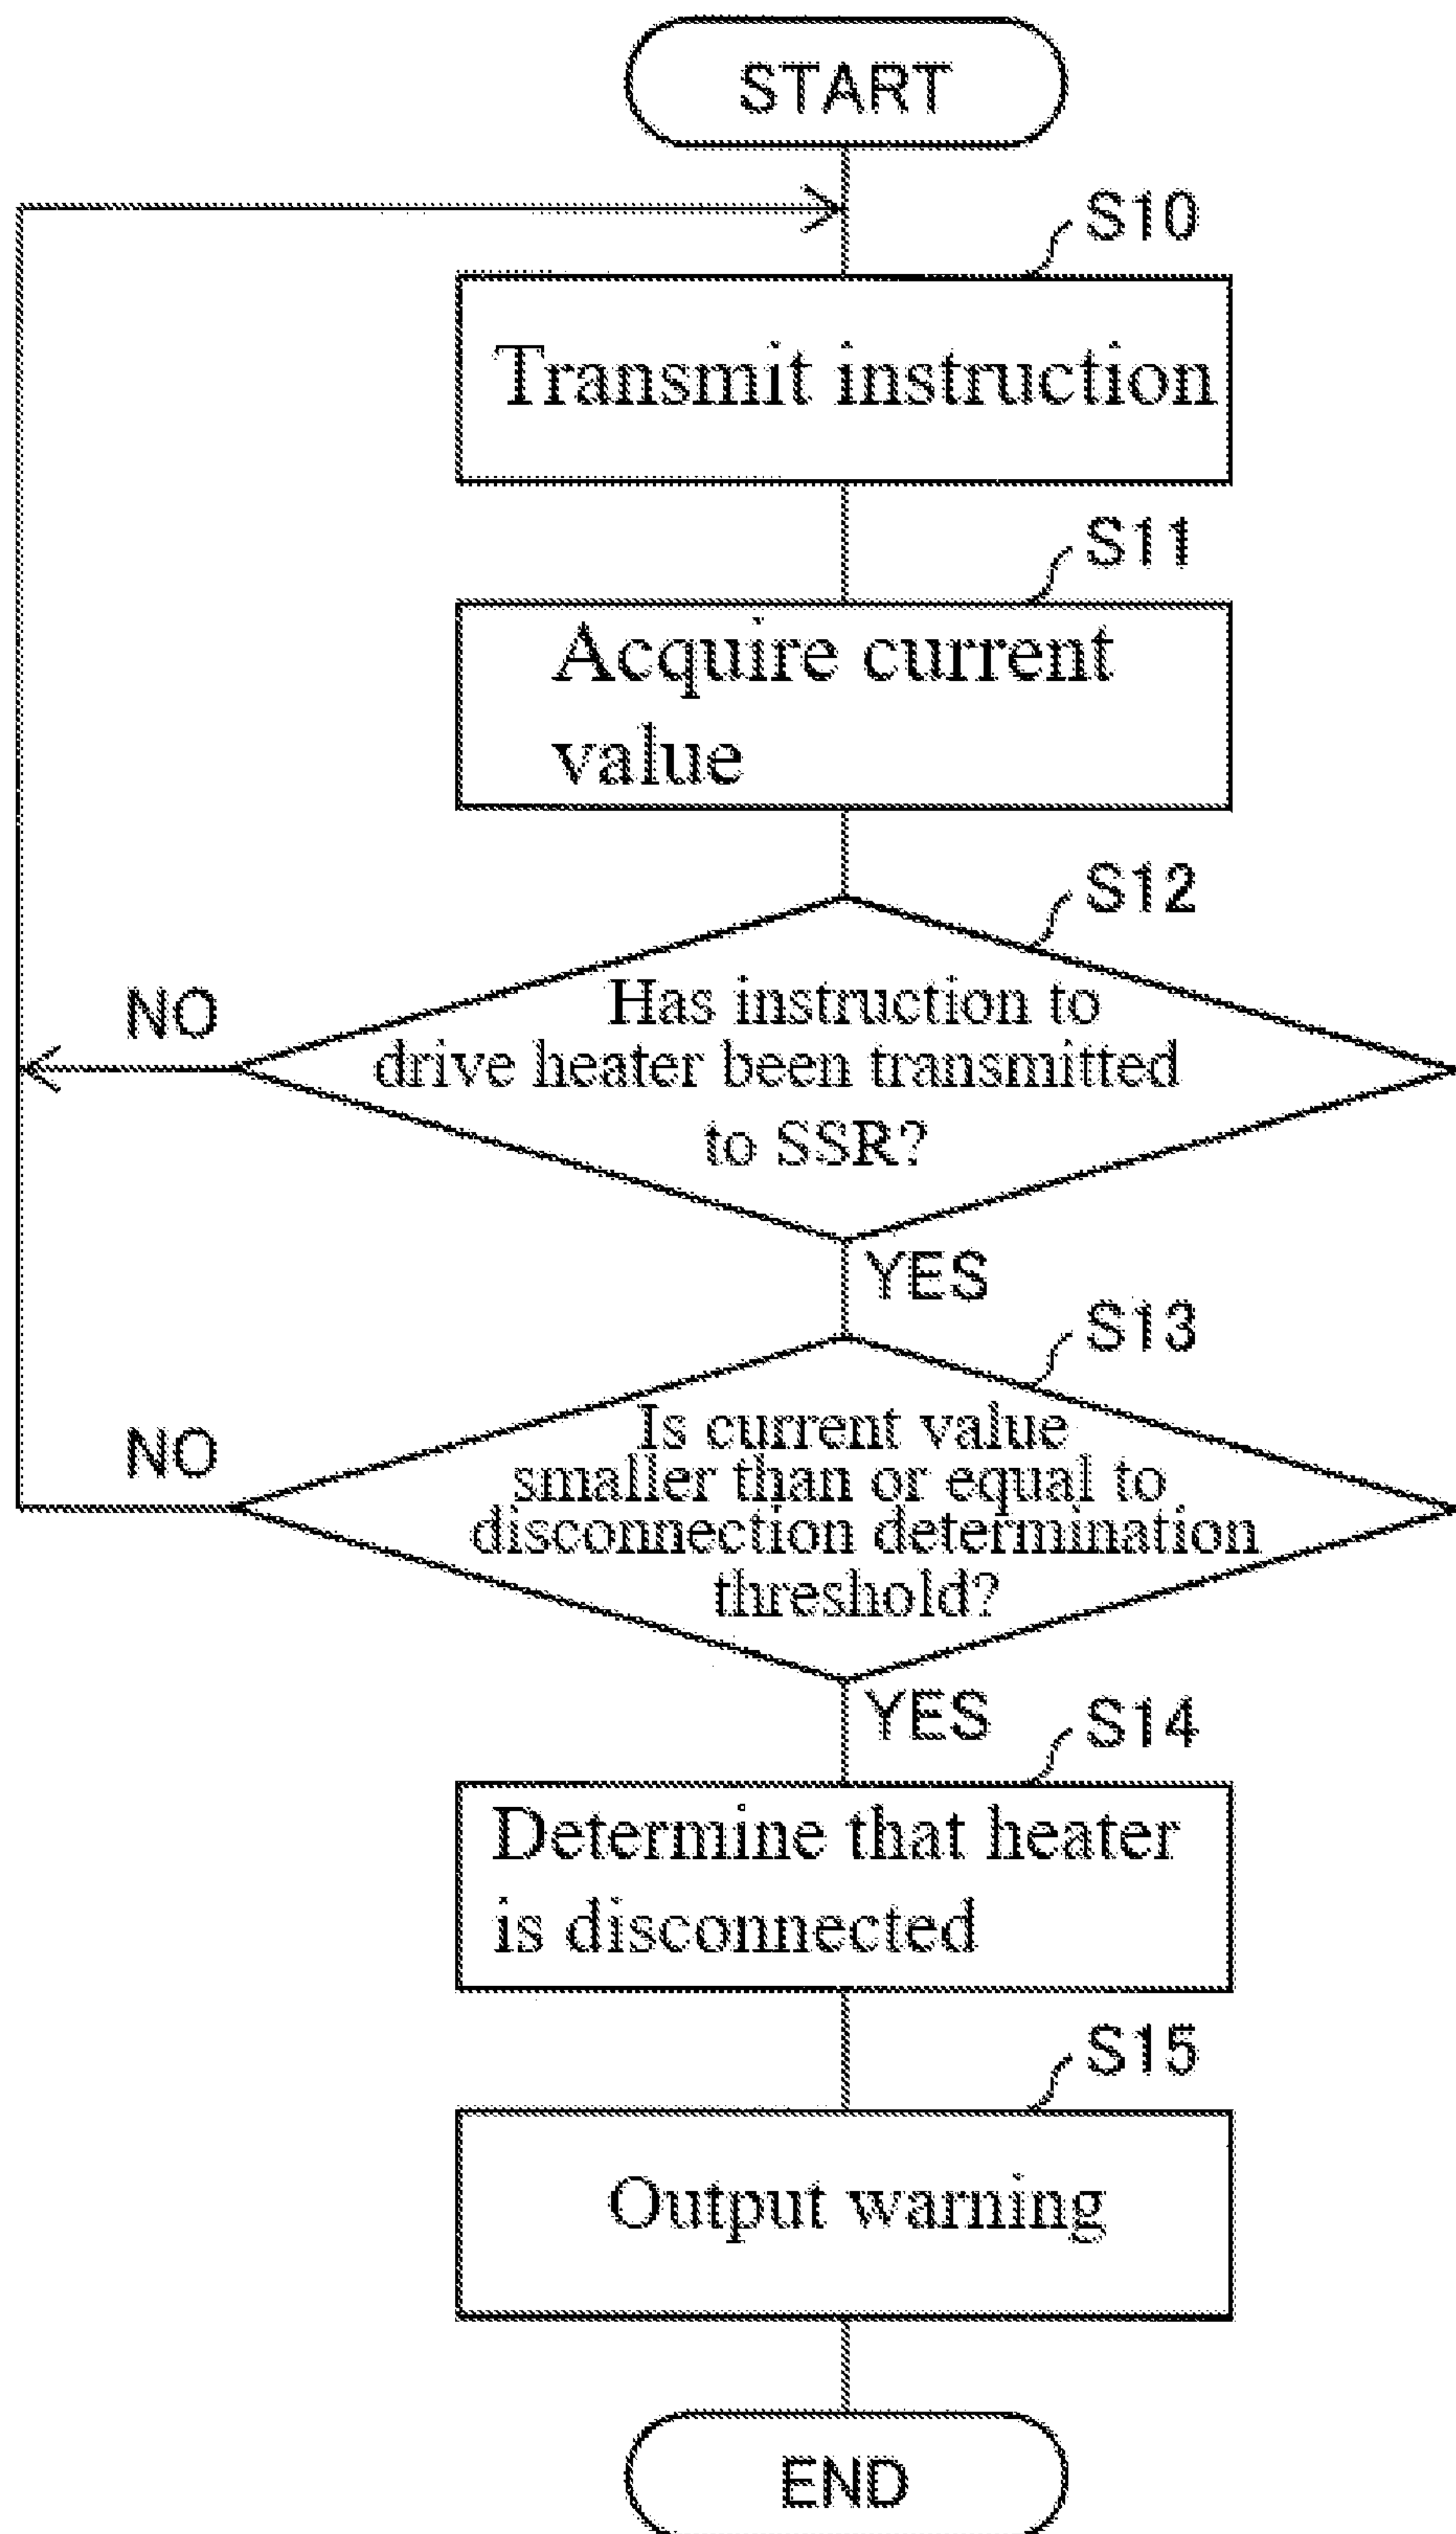 START
S10
Transmit instruction
S11
Acquire current
value
S12
Has instruction to
drive heater been transmitted
to SSR?
NO
YES
S13
Is current value
smaller than or equal to
disconnection determination
threshold?
NO
YES
S14
Determine that heater
is disconnected
S15
Output warning
END